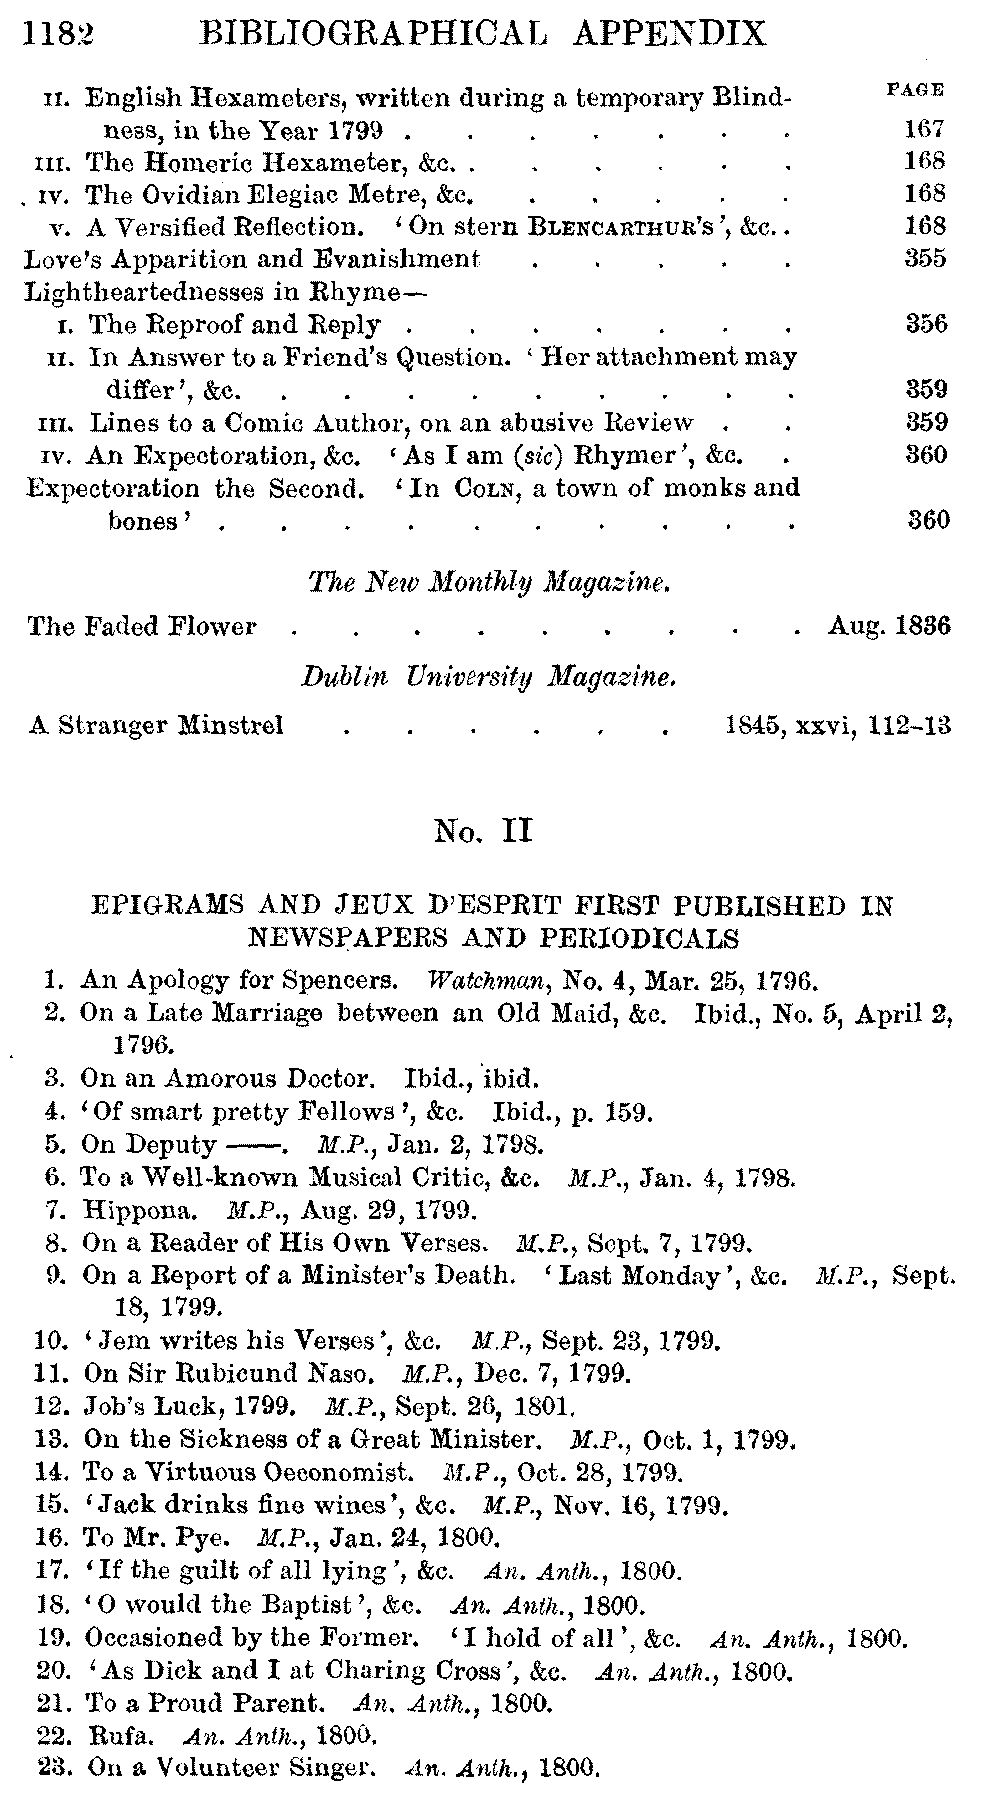 1182 BIBLIOGRAPHICAL APPENDIX
PAGE
II. English Hexameters, written during a temporary Blind-
ness, in the Year 1799 . . . . . . . 167
III. The Homeric Hexameter, &c. . . . . . . 168
IV. The Ovidian Elegiac Metre, &c. . . . . . 168
V. A Versified Reflection. ‘On stern BLENCARTHUR'S’, &c. . 168
Love's Apparition and Evanishment . . . . . 355
Lightheartednesses in Rhyme—
I. The Reproof and Reply . . . . . . . 356
II. In Answer to a Friend's Question. ‘Her attachment may
differ’, &c. . . . . . . . . . 359
III. Lines to a Comic Author, on an abusive Review . . 359
IV. An Expectoration, &c. ‘As I am (sic) Rhymer’, &c. . 360
Expectoration the Second. ‘In COLN, a town of monks and
bones’ . . . . . . . . . . 360
The New Monthly Magazine.
The Faded Flower . . . . . . . . . Aug. 1836
Dublin University Magazine.
A Stranger Minstrel . . . . . . 1845, xxvi, 112–13
No. II
EPIGRAMS AND JEUX D'ESPRIT FIRST PUBLISHED IN
NEWSPAPERS AND PERIODICALS
1. An Apology for Spencers. Watchman, No. 4, Mar. 25, 1796.
2. On a Late Marriage between an Old Maid, &c. Ibid., No. 5, April 2,
1796.
3. On an Amorous Doctor. Ibid., ibid.
4. ‘Of smart pretty Fellows’, &c. Ibid., p. 159.
5. On Deputy ——. M.P., Jan. 2, 1798.
6. To a Well-known Musical Critic, &c. M.P., Jan. 4, 1798.
7. Hippona. M.P., Aug. 29, 1799.
8. On a Reader of His Own Verses. M.P., Sept. 7, 1799.
9. On a Report of a Minister's Death. ‘Last Monday’, &c. M.P., Sept.
18, 1799.
10. ‘Jem writes his Verses’, &c. M.P., Sept. 23, 1799.
11. On Sir Rubicund Naso. M.P., Dec. 7, 1799.
12. Job's Luck, 1799. M.P., Sept. 26, 1801.
13. On the Sickness of a Great Minister. M.P., Oct. 1, 1799.
14. To a Virtuous Oeconomist. M.P., Oct. 28, 1799.
15. ‘Jack drinks fine wines’, &c. M.P., Nov. 16, 1799.
16. To Mr. Pye. M.P., Jan. 24, 1800.
17. ‘If the guilt of all lying’, &c. An. Anth., 1800.
18. ‘O would the Baptist’, &c. An. Anth., 1800.
19. Occasioned by the Former. ‘I hold of all’, &c. An. Anth., 1800.
20. ‘As Dick and I at Charing Cross’, &c. An. Anth., 1800.
21. To a Proud Parent. An. Anth., 1800.
22. Rufa. An. Anth., 1800.
23. On a Volunteer Singer. An. Anth., 1800.